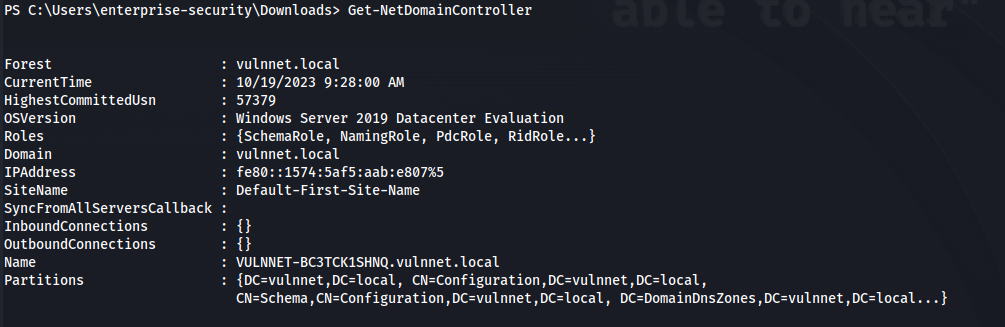 PS C:\Users\enterprise-security\Downloads> Get-NetDomainController
able to hear"
Forest : vulnnet.local
CurrentTime : 10/19/2023 9:28:00 AM
HighestCommittedUsn : 57379
OSVersion : Windows Server 2019 Datacenter Evaluation
Roles : {SchemaRole, NamingRole, PdcRole, RidRole...}
Domain : vulnnet.local
IPAddress : fe80::1574:5af5:aab:e807%5
SiteName : Default-First-Site-Name
SyncFromAllServersCallback :
InboundConnections : {}
OutboundConnections : {}
Name : VULNNET-BC3TCK1SHNQ.vulnnet.local
Partitions : {DC=vulnnet,DC=local, CN=Configuration,DC=vulnnet,DC=local,
CN=Schema,CN=Configuration,DC=vulnnet,DC=local, DC=DomainDnsZones,DC=vulnnet,DC=local...}